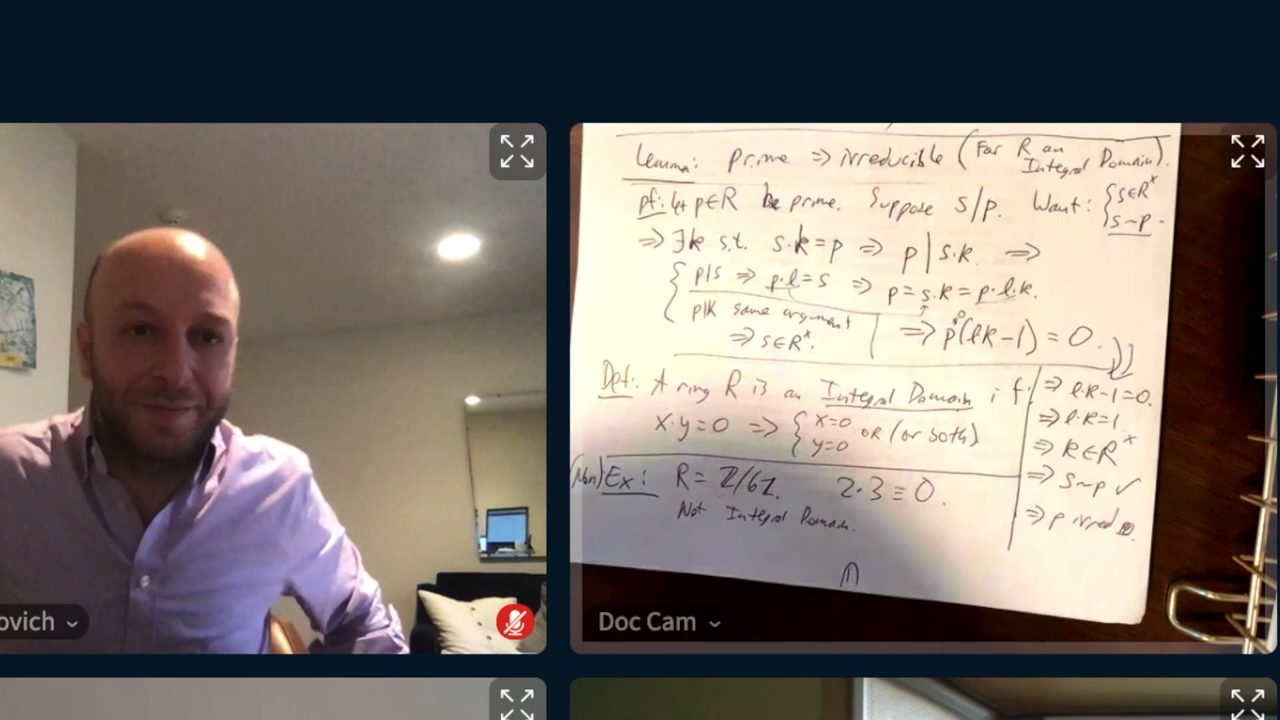 Lemma: prime ⇒ irreducible (For R an Integral Domain).
pf: let p∈R be prime. Suppose s/p. Want: { s∈R^x
s~p.
⇒ ∃k s.t. s·k=p ⇒ p | s·k. ⇒
{ p|s ⇒ p·l=s ⇒ p=s·k=p·l·k.
p|k same argument
⇒ s∈R^x.
⇒ p(lk-1)=0.
Def: A ring R is an Integral Domain if
x·y=0 ⇒ { x=0 OR (or both)
y=0
⇒ l·k-1=0.
⇒ l·k=1.
⇒ k∈R^x
⇒ s~p ✓
⇒ p irred
(Non)Ex: R = ℤ/6ℤ. 2·3≡0.
Not Integral Domain.
ovich
Doc Cam